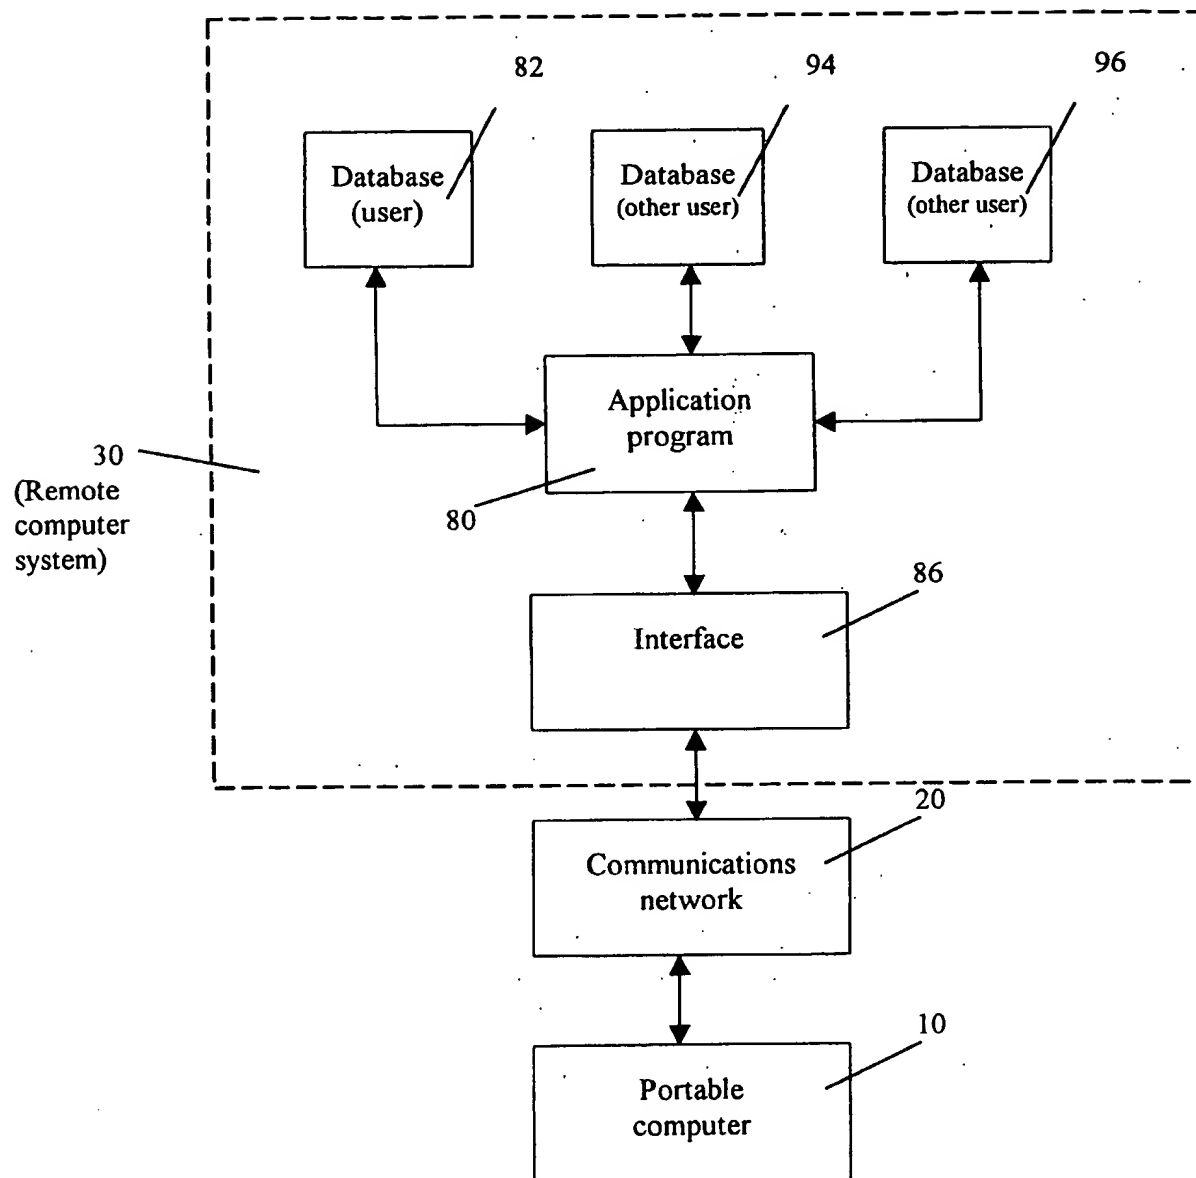 82
94
96
Database
(user)
Database
(other user)
Database
(other user)
Application
program
30
(Remote
computer
system)
80
86
Interface
20
Communications
network
10
Portable
computer